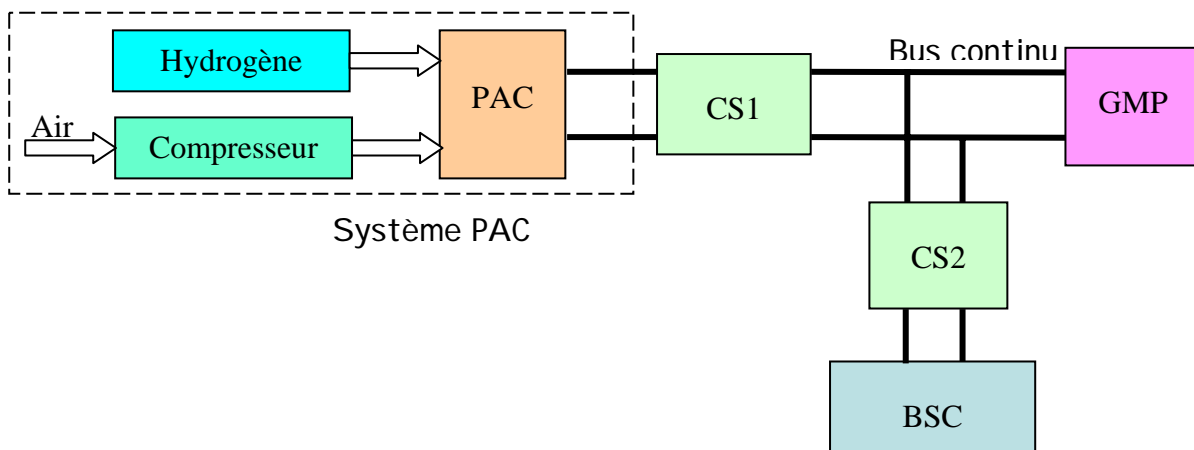 Hydrogène
Air
Compresseur
PAC
Système PAC
CS1
Bus continu
GMP
CS2
BSC